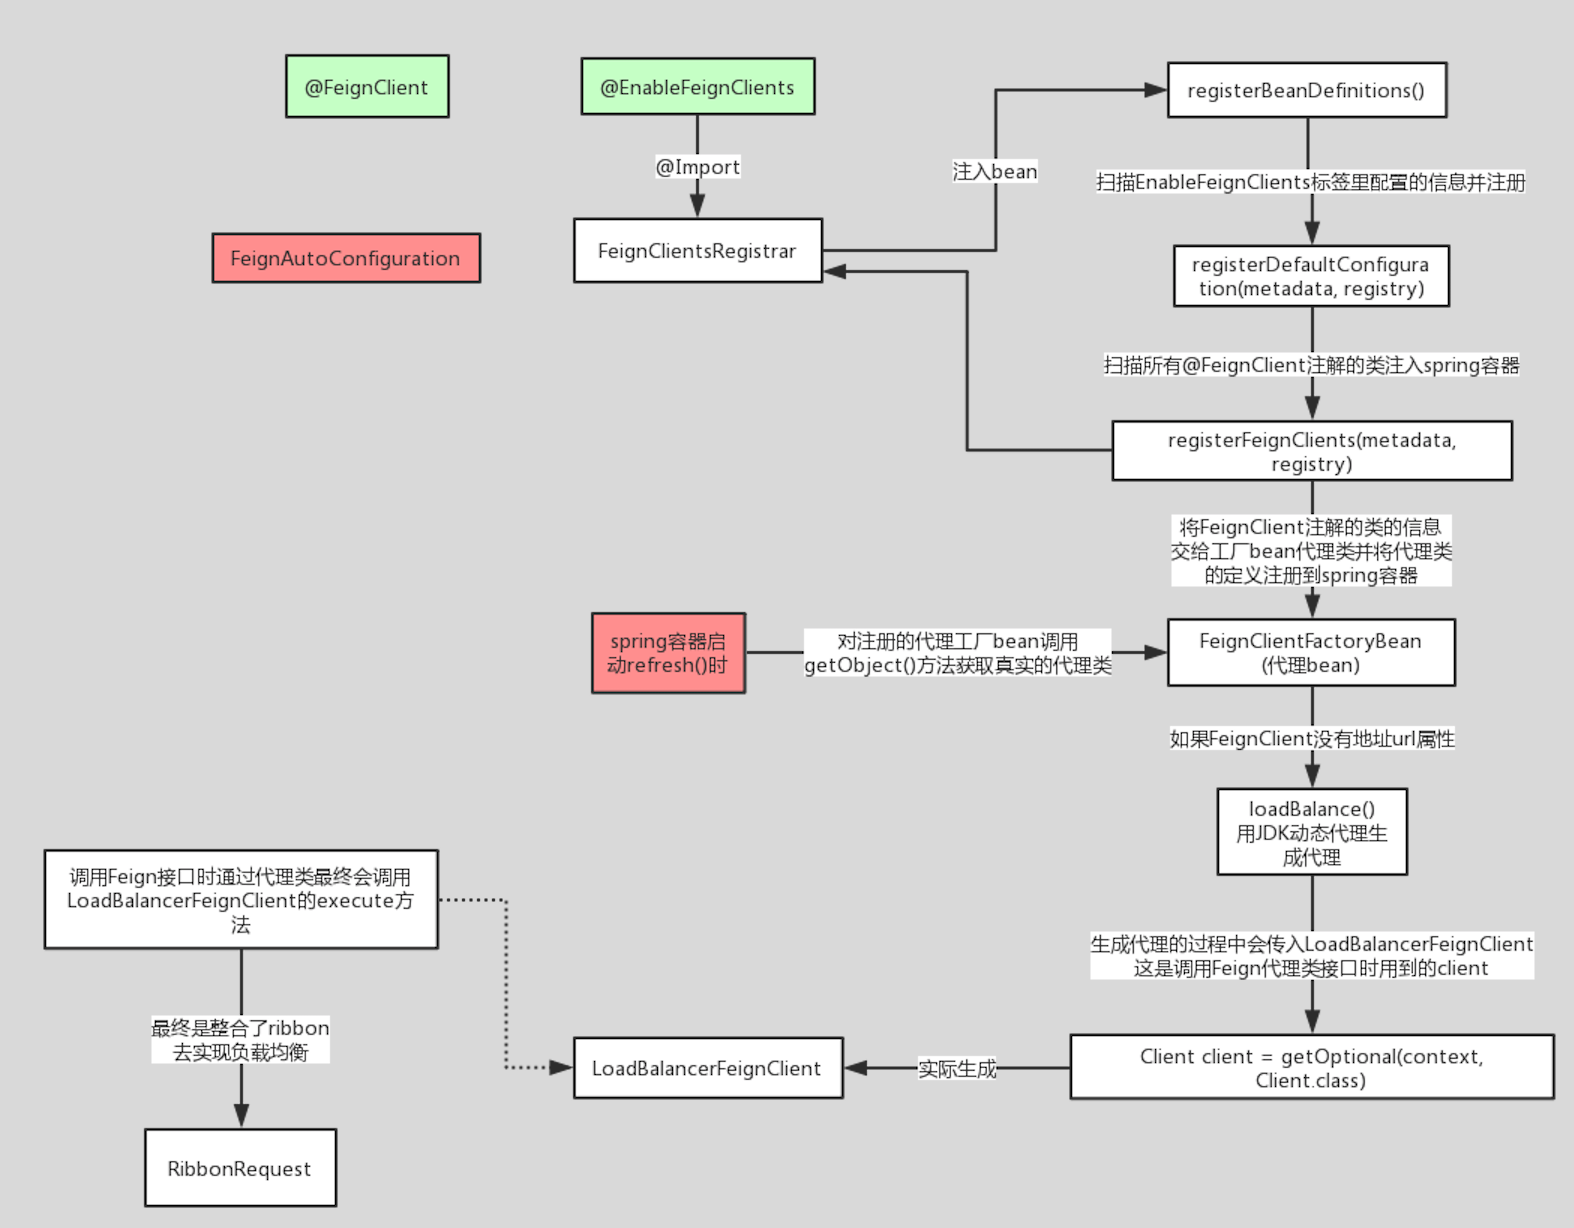 @FeignClient
@EnableFeignClients
registerBeanDefinitions()
@Import
注入bean
扫描EnableFeignClients标签里配置的信息并注册
FeignClientsRegistrar
FeignAutoConfiguration
registerDefaultConfigura
tion(metadata, registry)
扫描所有@FeignClient注解的类注入spring容器
registerFeignClients(metadata,
registry)
将FeignClient注解的类的信息
交给工厂bean代理类并将代理类
的定义注册到spring容器
spring容器启
动refresh()时
对注册的代理工厂bean调用
getObject()方法获取真实的代理类
FeignClientFactoryBean
(代理bean)
如果FeignClient没有地址url属性
loadBalance()
用JDK动态代理生
成代理
调用Feign接口时通过代理类最终会调用
LoadBalancerFeignClient的execute方
法
生成代理的过程中会传入LoadBalancerFeignClient
这是调用Feign代理类接口时用到的client
最终是整合了ribbon
去实现负载均衡
LoadBalancerFeignClient
实际生成
Client client = getOptional(context,
Client.class)
RibbonRequest